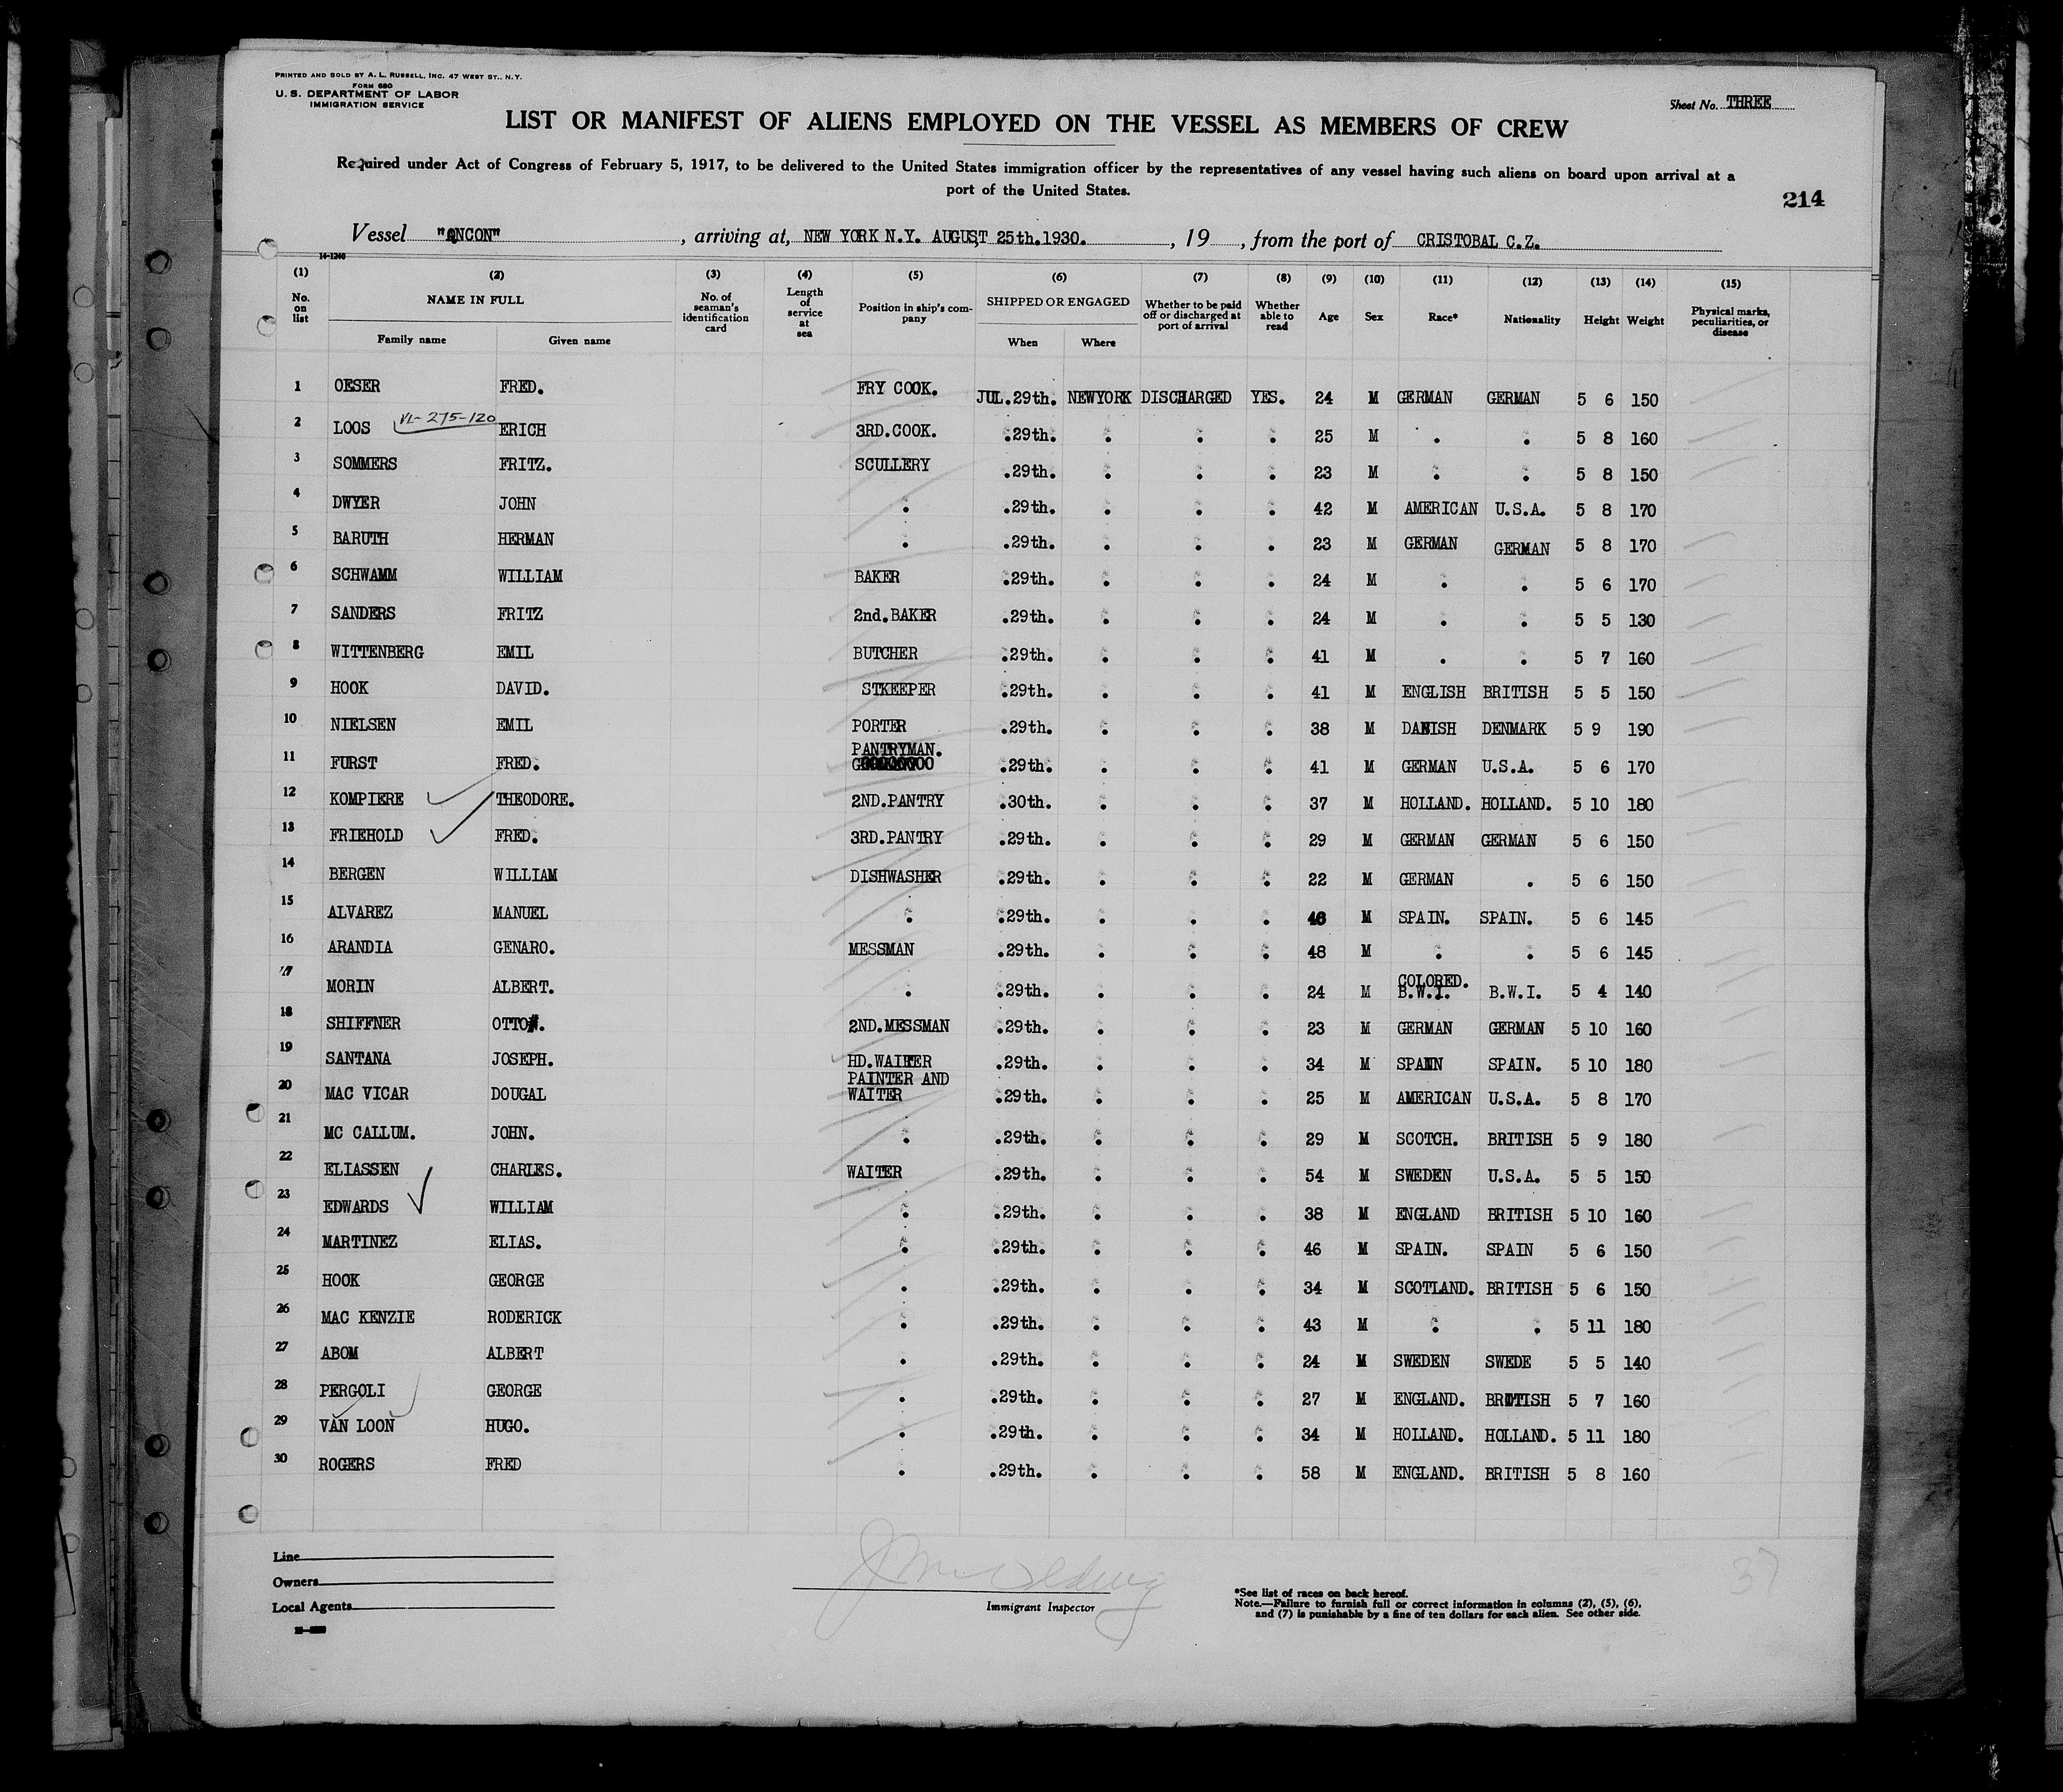 PRINTED AND SOLD BY A. L. RUSSELL, INC. 47 WEST ST., N.Y.
FORM 680
U. S. DEPARTMENT OF LABOR
IMMIGRATION SERVICE
Sheet No. THREE
LIST OR MANIFEST OF ALIENS EMPLOYED ON THE VESSEL AS MEMBERS OF CREW
Required under Act of Congress of February 5, 1917, to be delivered to the United States immigration officer by the representatives of any vessel having such aliens on board upon arrival at a
port of the United States.
214
Vessel "ANCON", arriving at, NEW YORK N.Y. AUGUST 25th.1930., 19, from the port of CRISTOBAL C.Z.
14-1240
(1) (2) (3) (4) (5) (6) (7) (8) (9) (10) (11) (12) (13) (14) (15)
No. on list NAME IN FULL No. of seaman's identification card Length of service at sea Position in ship's company SHIPPED OR ENGAGED Whether to be paid off or discharged at port of arrival Whether able to read Age Sex Race* Nationality Height Weight Physical marks, peculiarities, or disease
Family name Given name When Where
1 OESER FRED. FRY COOK. JUL.29th. NEWYORK DISCHARGED YES. 24 M GERMAN GERMAN 5 6 150
2 LOOS VL-275-120 ERICH 3RD.COOK. .29th. . . . 25 M . . 5 8 160
3 SOMMERS FRITZ. SCULLERY .29th. . . . 23 M . . 5 8 150
4 DWYER JOHN . .29th. . . . 42 M AMERICAN U.S.A. 5 8 170
5 BARUTH HERMAN . .29th. . . . 23 M GERMAN GERMAN 5 8 170
6 SCHWAMM WILLIAM BAKER .29th. . . . 24 M . . 5 6 170
7 SANDERS FRITZ 2nd.BAKER .29th. . . . 24 M . . 5 5 130
8 WITTENBERG EMIL BUTCHER .29th. . . . 41 M . . 5 7 160
9 HOOK DAVID. STKEEPER .29th. . . . 41 M ENGLISH BRITISH 5 5 150
10 NIELSEN EMIL PORTER .29th. . . . 38 M DANISH DENMARK 5 9 190
11 FURST FRED. PANTRYMAN. .29th. . . . 41 M GERMAN U.S.A. 5 6 170
12 KOMPIERE THEODORE. 2ND.PANTRY .30th. . . . 37 M HOLLAND. HOLLAND. 5 10 180
13 FRIEHOLD FRED. 3RD.PANTRY .29th. . . . 29 M GERMAN GERMAN 5 6 150
14 BERGEN WILLIAM DISHWASHER .29th. . . . 22 M GERMAN . 5 6 150
15 ALVAREZ MANUEL . .29th. . . . M SPAIN. SPAIN. 5 6 145
16 ARANDIA GENARO. MESSMAN .29th. . . . 48 M . . 5 6 145
17 MORIN ALBERT. . .29th. . . . 24 M COLORED. B.W.I. B.W.I. 5 4 140
18 SHIFFNER OTTO. 2ND.MESSMAN .29th. . . . 23 M GERMAN GERMAN 5 10 160
19 SANTANA JOSEPH. HD.WAITER .29th. . . . 34 M SPAIN SPAIN. 5 10 180
20 MAC VICAR DOUGAL PAINTER AND WAITER .29th. . . . 25 M AMERICAN U.S.A. 5 8 170
21 MC CALLUM. JOHN. . .29th. . . . 29 M SCOTCH. BRITISH 5 9 180
22 ELIASSEN CHARLES. WAITER .29th. . . . 54 M SWEDEN U.S.A. 5 5 150
23 EDWARDS WILLIAM . .29th. . . . 38 M ENGLAND BRITISH 5 10 160
24 MARTINEZ ELIAS. . .29th. . . . 46 M SPAIN. SPAIN 5 6 150
25 HOOK GEORGE . .29th. . . . 34 M SCOTLAND. BRITISH 5 6 150
26 MAC KENZIE RODERICK . .29th. . . . 43 M . . 5 11 180
27 ABOM ALBERT . .29th. . . . 24 M SWEDEN SWEDE 5 5 140
28 PERGOLI GEORGE . .29th. . . . 27 M ENGLAND. BRITISH 5 7 160
29 VAN LOON HUGO. . .29th. . . . 34 M HOLLAND. HOLLAND. 5 11 180
30 ROGERS FRED . .29th. . . . 58 M ENGLAND. BRITISH 5 8 160
Line
Owners
Local Agents
Immigrant Inspector
*See list of races on back hereof.
Note.—Failure to furnish full or correct information in columns (2), (5), (6),
and (7) is punishable by a fine of ten dollars for each alien. See other side.
37